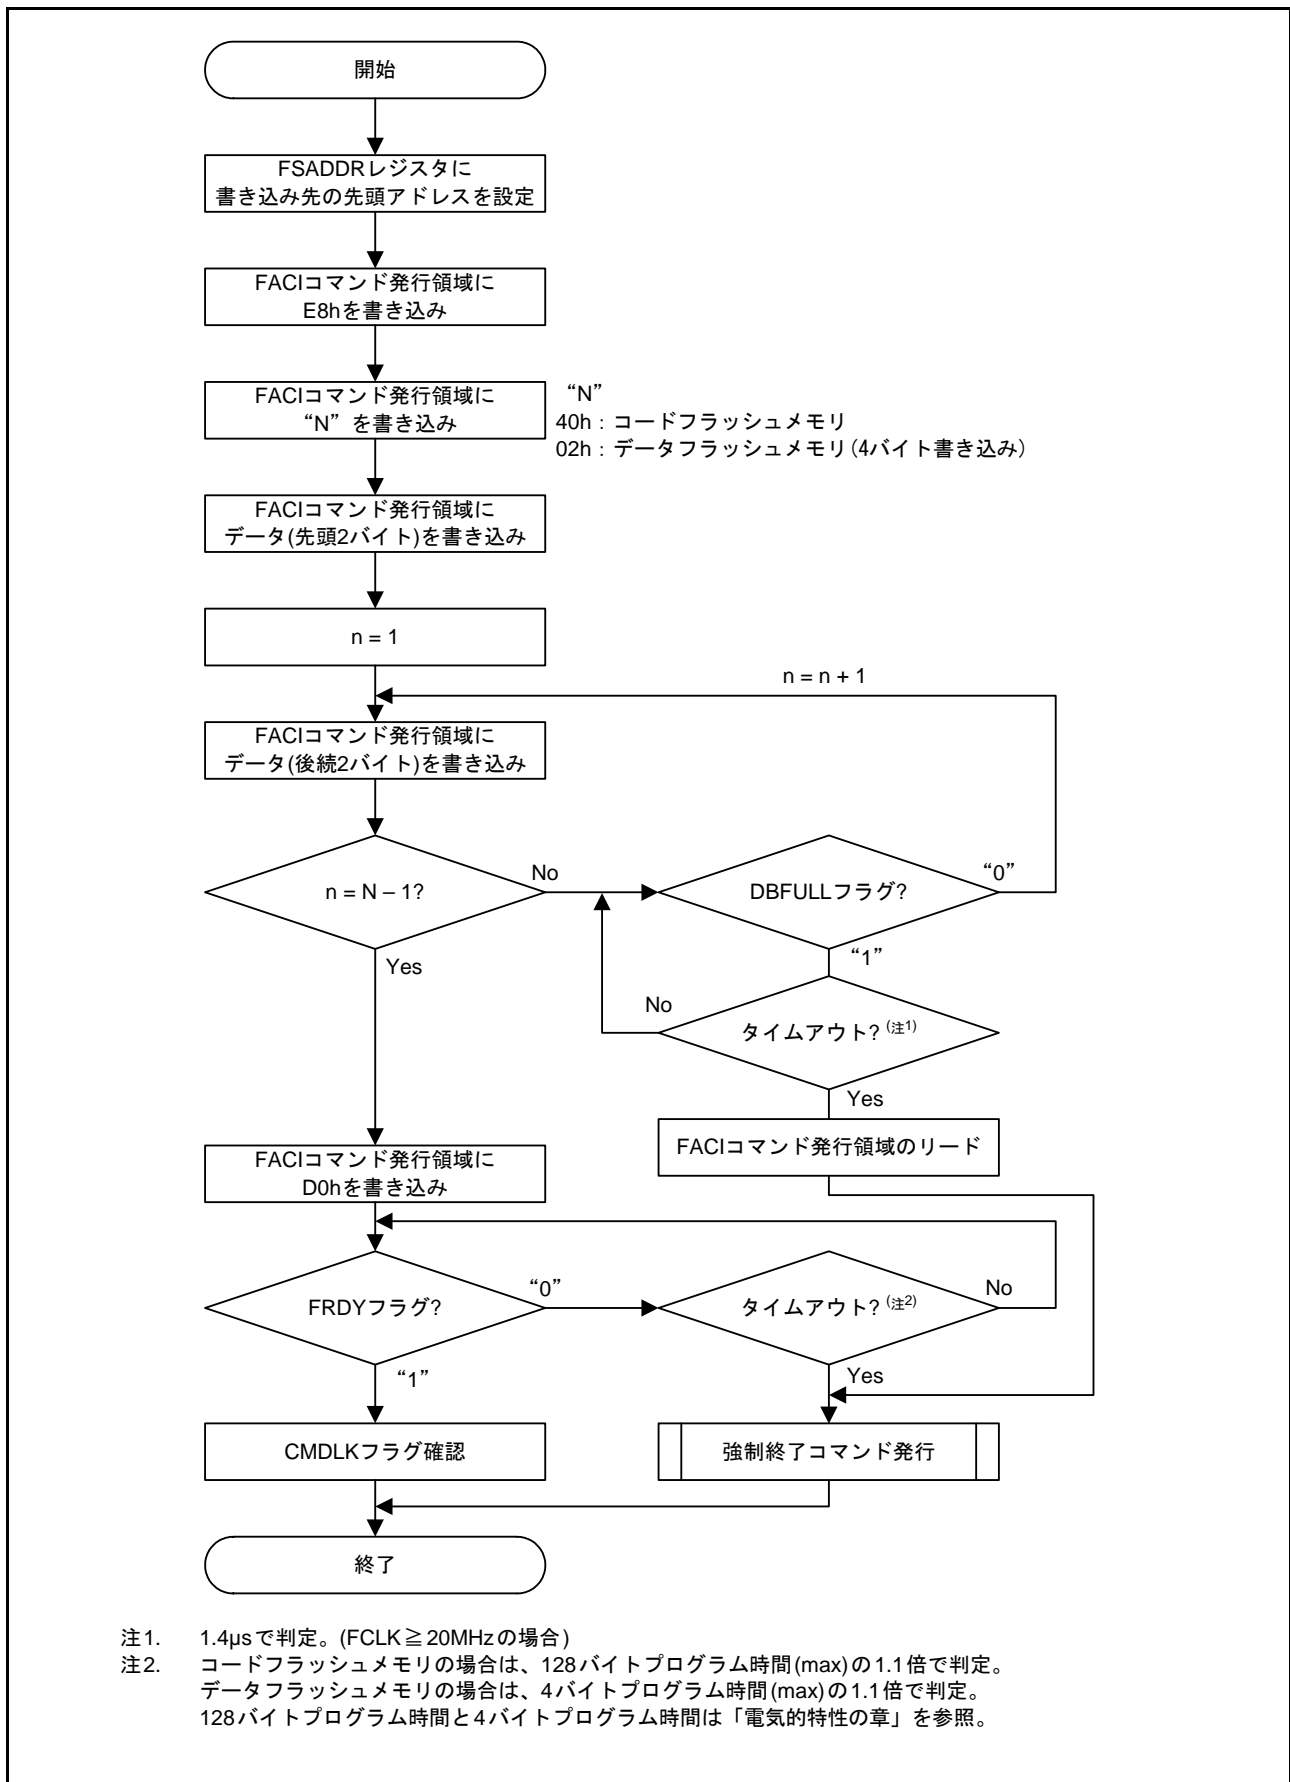 開始
FSADDRレジスタに
書き込み先の先頭アドレスを設定
FACIコマンド発行領域に
E8hを書き込み
FACIコマンド発行領域に
“N”を書き込み
“N”
40h：コードフラッシュメモリ
02h：データフラッシュメモリ(4バイト書き込み)
FACIコマンド発行領域に
データ(先頭2バイト)を書き込み
n = 1
n = n + 1
FACIコマンド発行領域に
データ(後続2バイト)を書き込み
n = N – 1?
No
DBFULLフラグ?
“0”
Yes
“1”
No
タイムアウト? (注1)
Yes
FACIコマンド発行領域のリード
FACIコマンド発行領域に
D0hを書き込み
FRDYフラグ?
“0”
タイムアウト? (注2)
No
“1”
Yes
CMDLKフラグ確認
強制終了コマンド発行
終了
注1. 1.4µsで判定。(FCLK≧20MHzの場合)
注2. コードフラッシュメモリの場合は、128バイトプログラム時間(max)の1.1倍で判定。
データフラッシュメモリの場合は、4バイトプログラム時間(max)の1.1倍で判定。
128バイトプログラム時間と4バイトプログラム時間は「電気的特性の章」を参照。